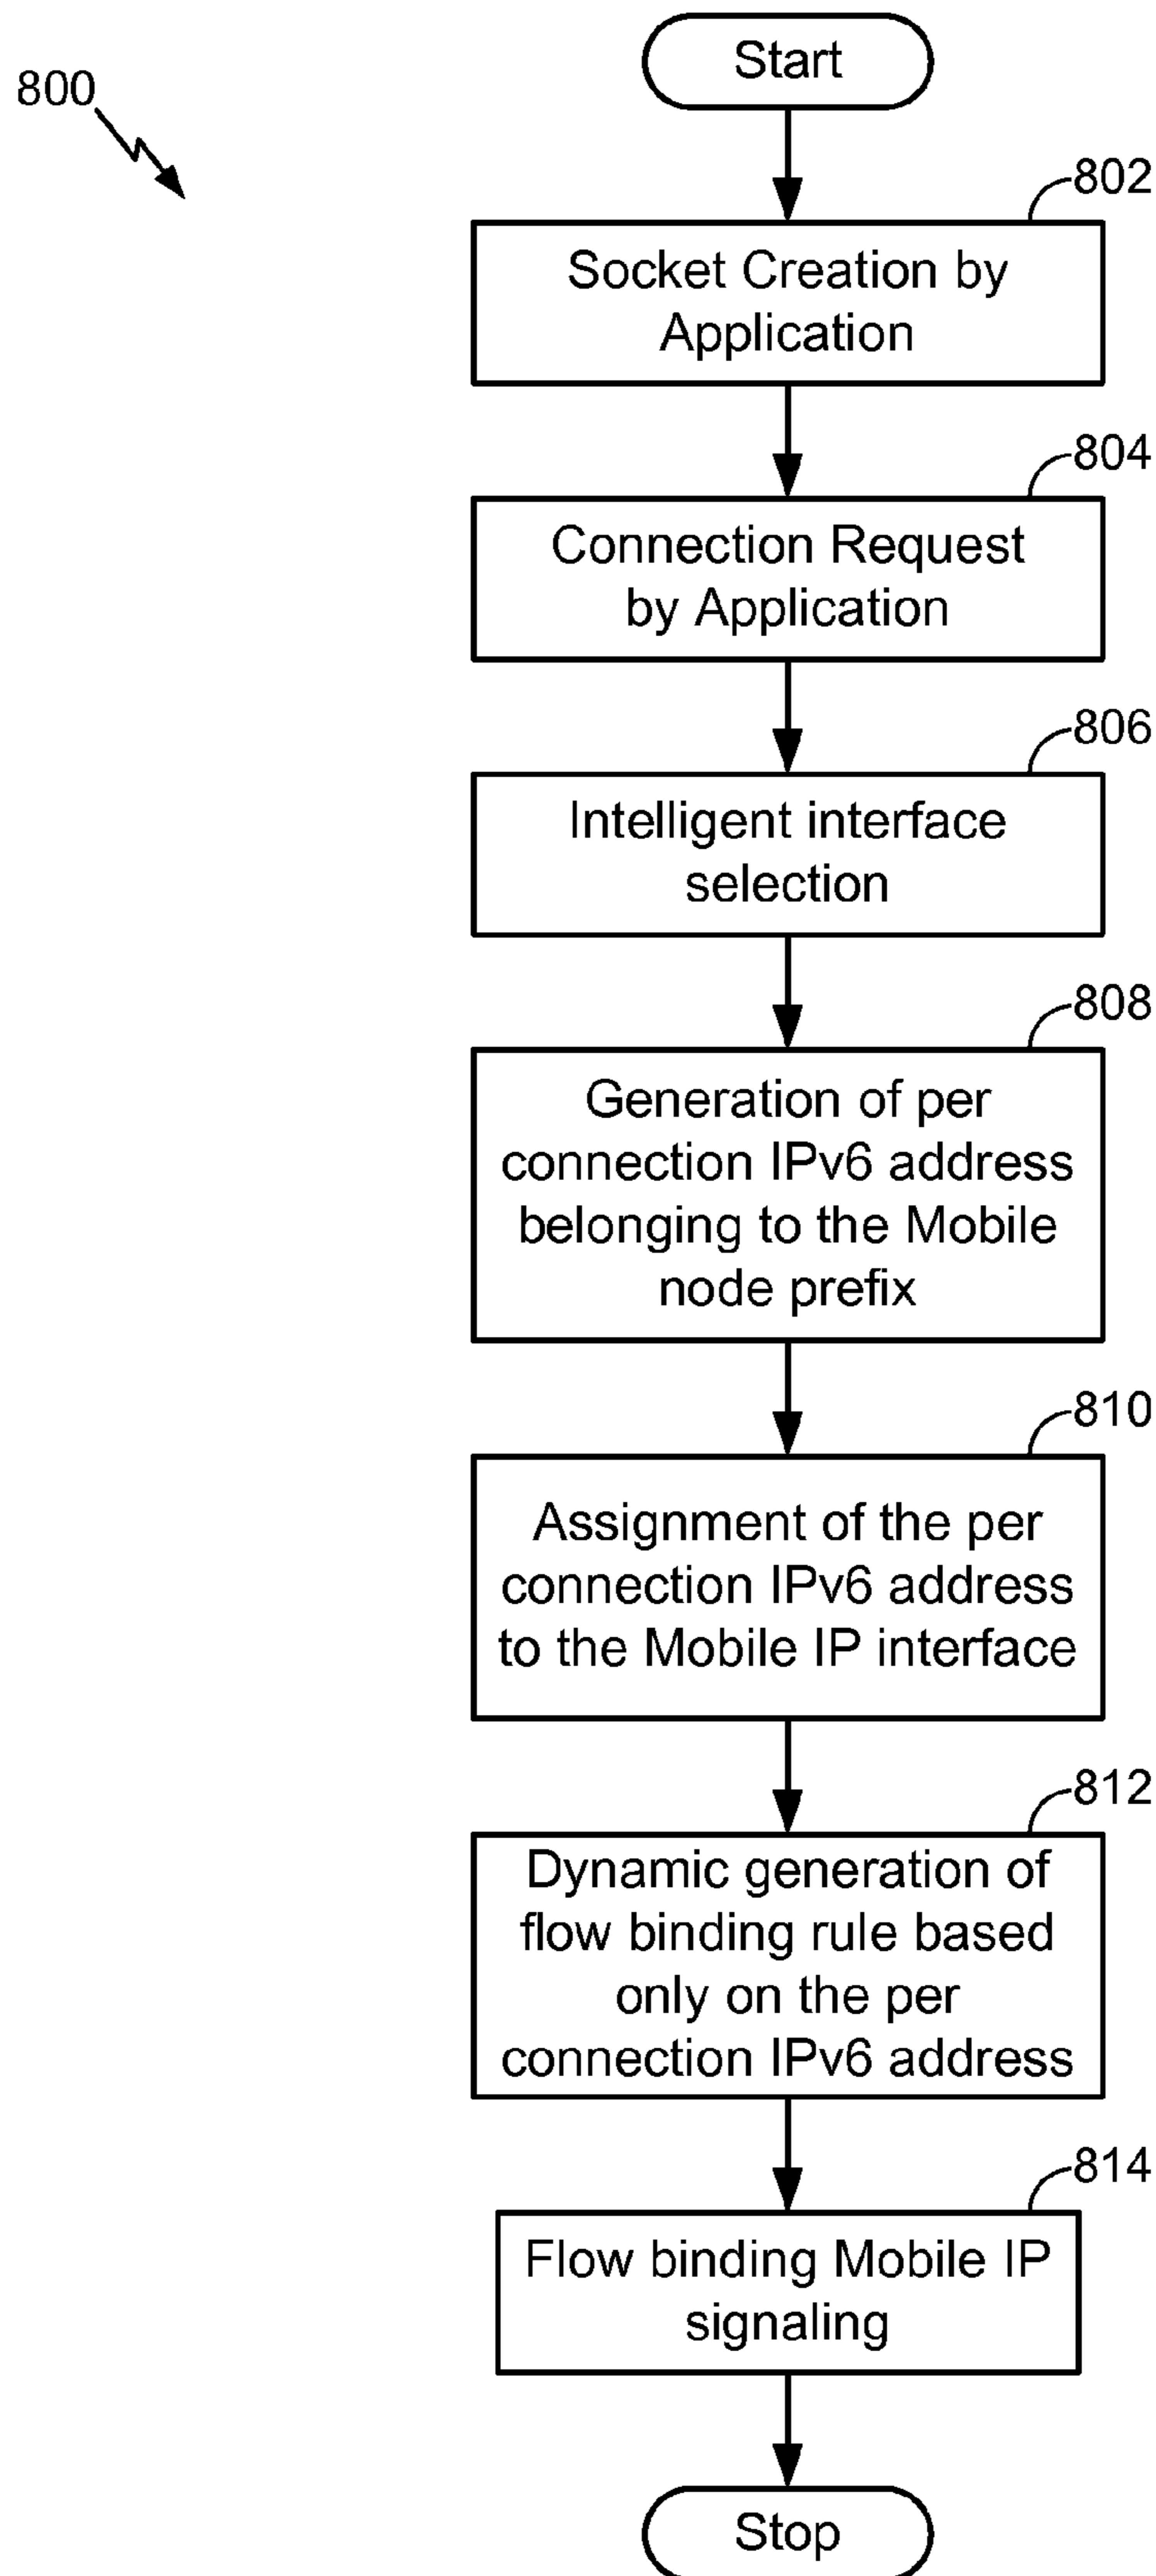 Start
800
802
Socket Creation by
Application
804
Connection Request
by Application
806
Intelligent interface
selection
808
Generation of per
connection IPv6 address
belonging to the Mobile
node prefix
810
Assignment of the per
connection IPv6 address
to the Mobile IP interface
812
Dynamic generation of
flow binding rule based
only on the per
connection IPv6 address
814
Flow binding Mobile IP
signaling
Stop